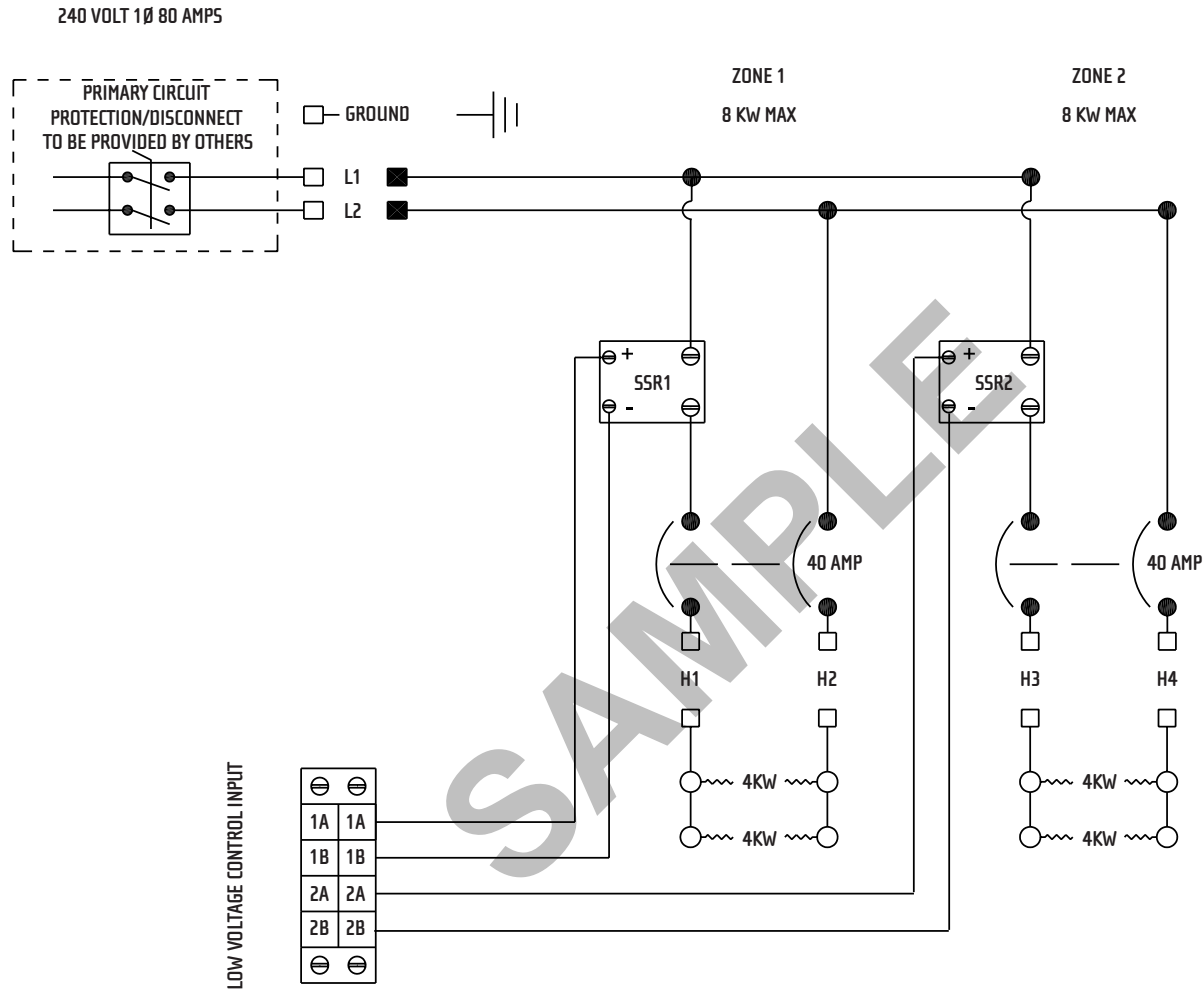 240 VOLT 1Ø 80 AMPS
PRIMARY CIRCUIT
PROTECTION/DISCONNECT
TO BE PROVIDED BY OTHERS
GROUND
L1
L2
ZONE 1
8 KW MAX
ZONE 2
8 KW MAX
+
SSR1
-
+
SSR2
-
40 AMP
40 AMP
H1
H2
H3
H4
4KW
4KW
4KW
4KW
LOW VOLTAGE CONTROL INPUT
1A 1A
1B 1B
2A 2A
2B 2B
SAMPLE